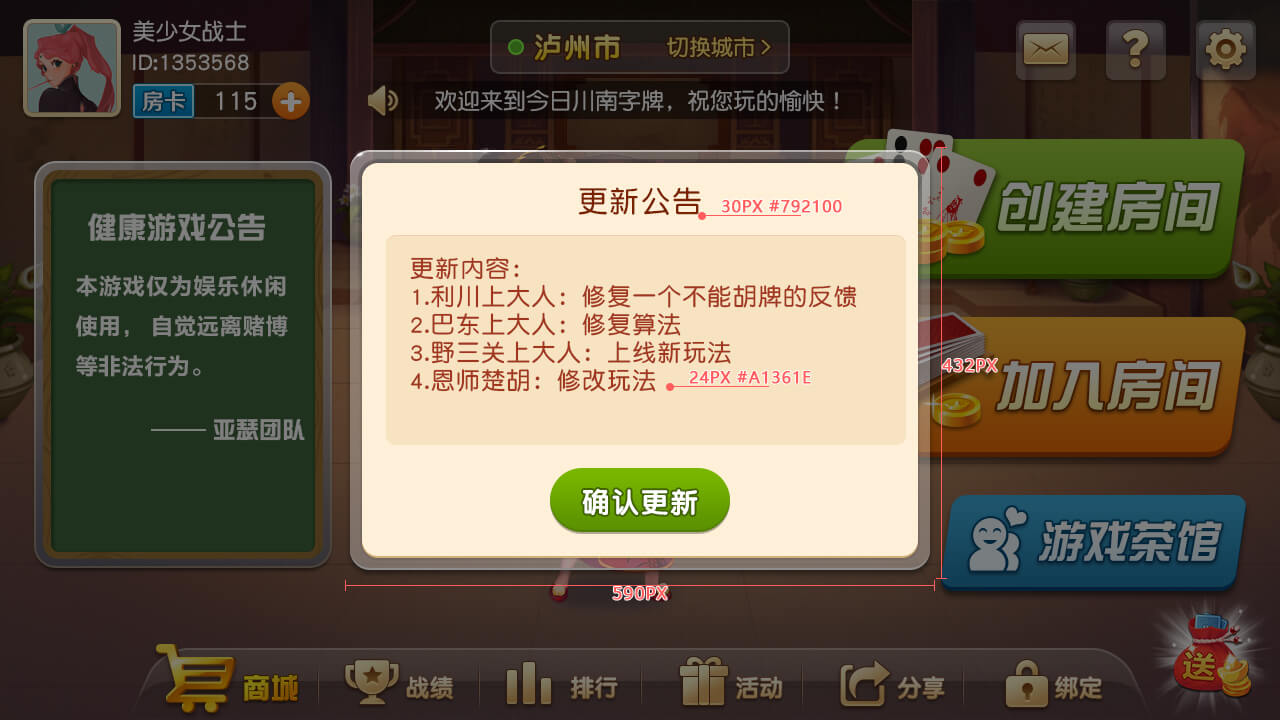 美少女战士
ID:1353568
房卡 115
泸州市 切换城市>
?
欢迎来到今日川南字牌，祝您玩的愉快！
健康游戏公告
本游戏仅为娱乐休闲
使用， 自觉远离赌博
等非法行为。
—— 亚瑟团队
更新公告
30PX #792100
更新内容：
1.利川上大人：修复一个不能胡牌的反馈
2.巴东上大人：修复算法
3.野三关上大人：上线新玩法
4.恩师楚胡：修改玩法
24PX #A1361E
确认更新
432PX
590PX
创建房间
加入房间
游戏茶馆
商城
战绩
排行
活动
分享
绑定
送